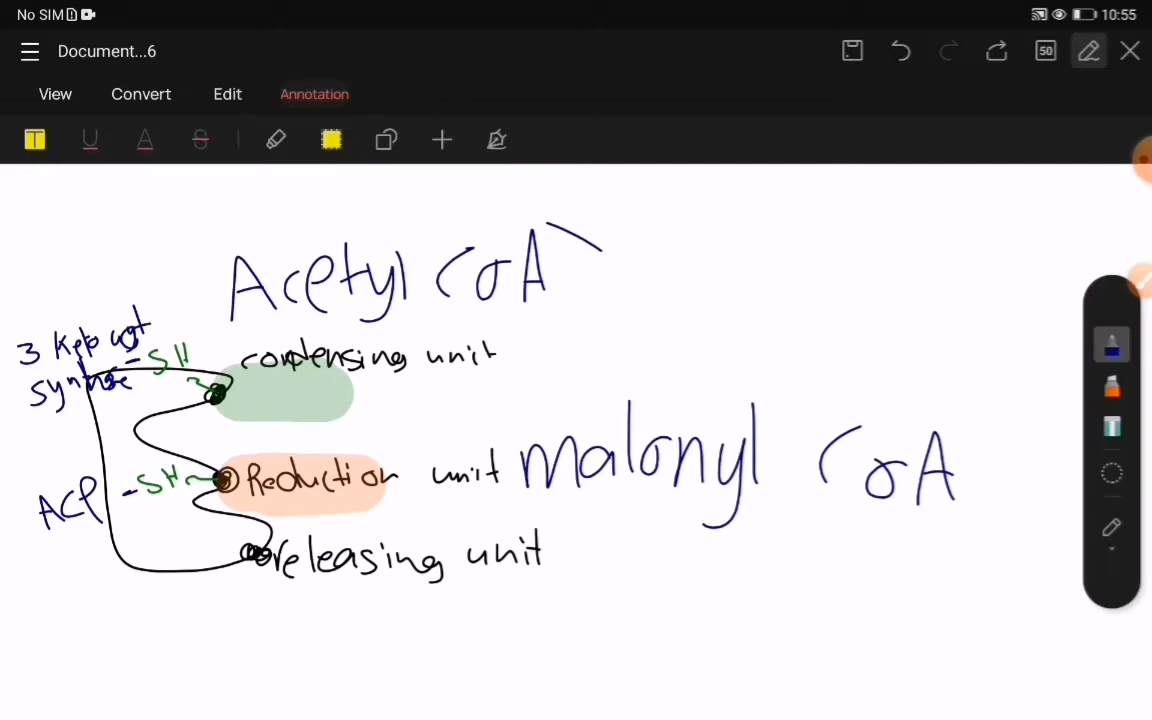 No SIM 10:55
Document...6
50
View Convert Edit Annotation
Acetyl CoA
3 Keto
synthase
SH
condensing unit
malonyl CoA
ACP - SH
Reduction unit
releasing unit